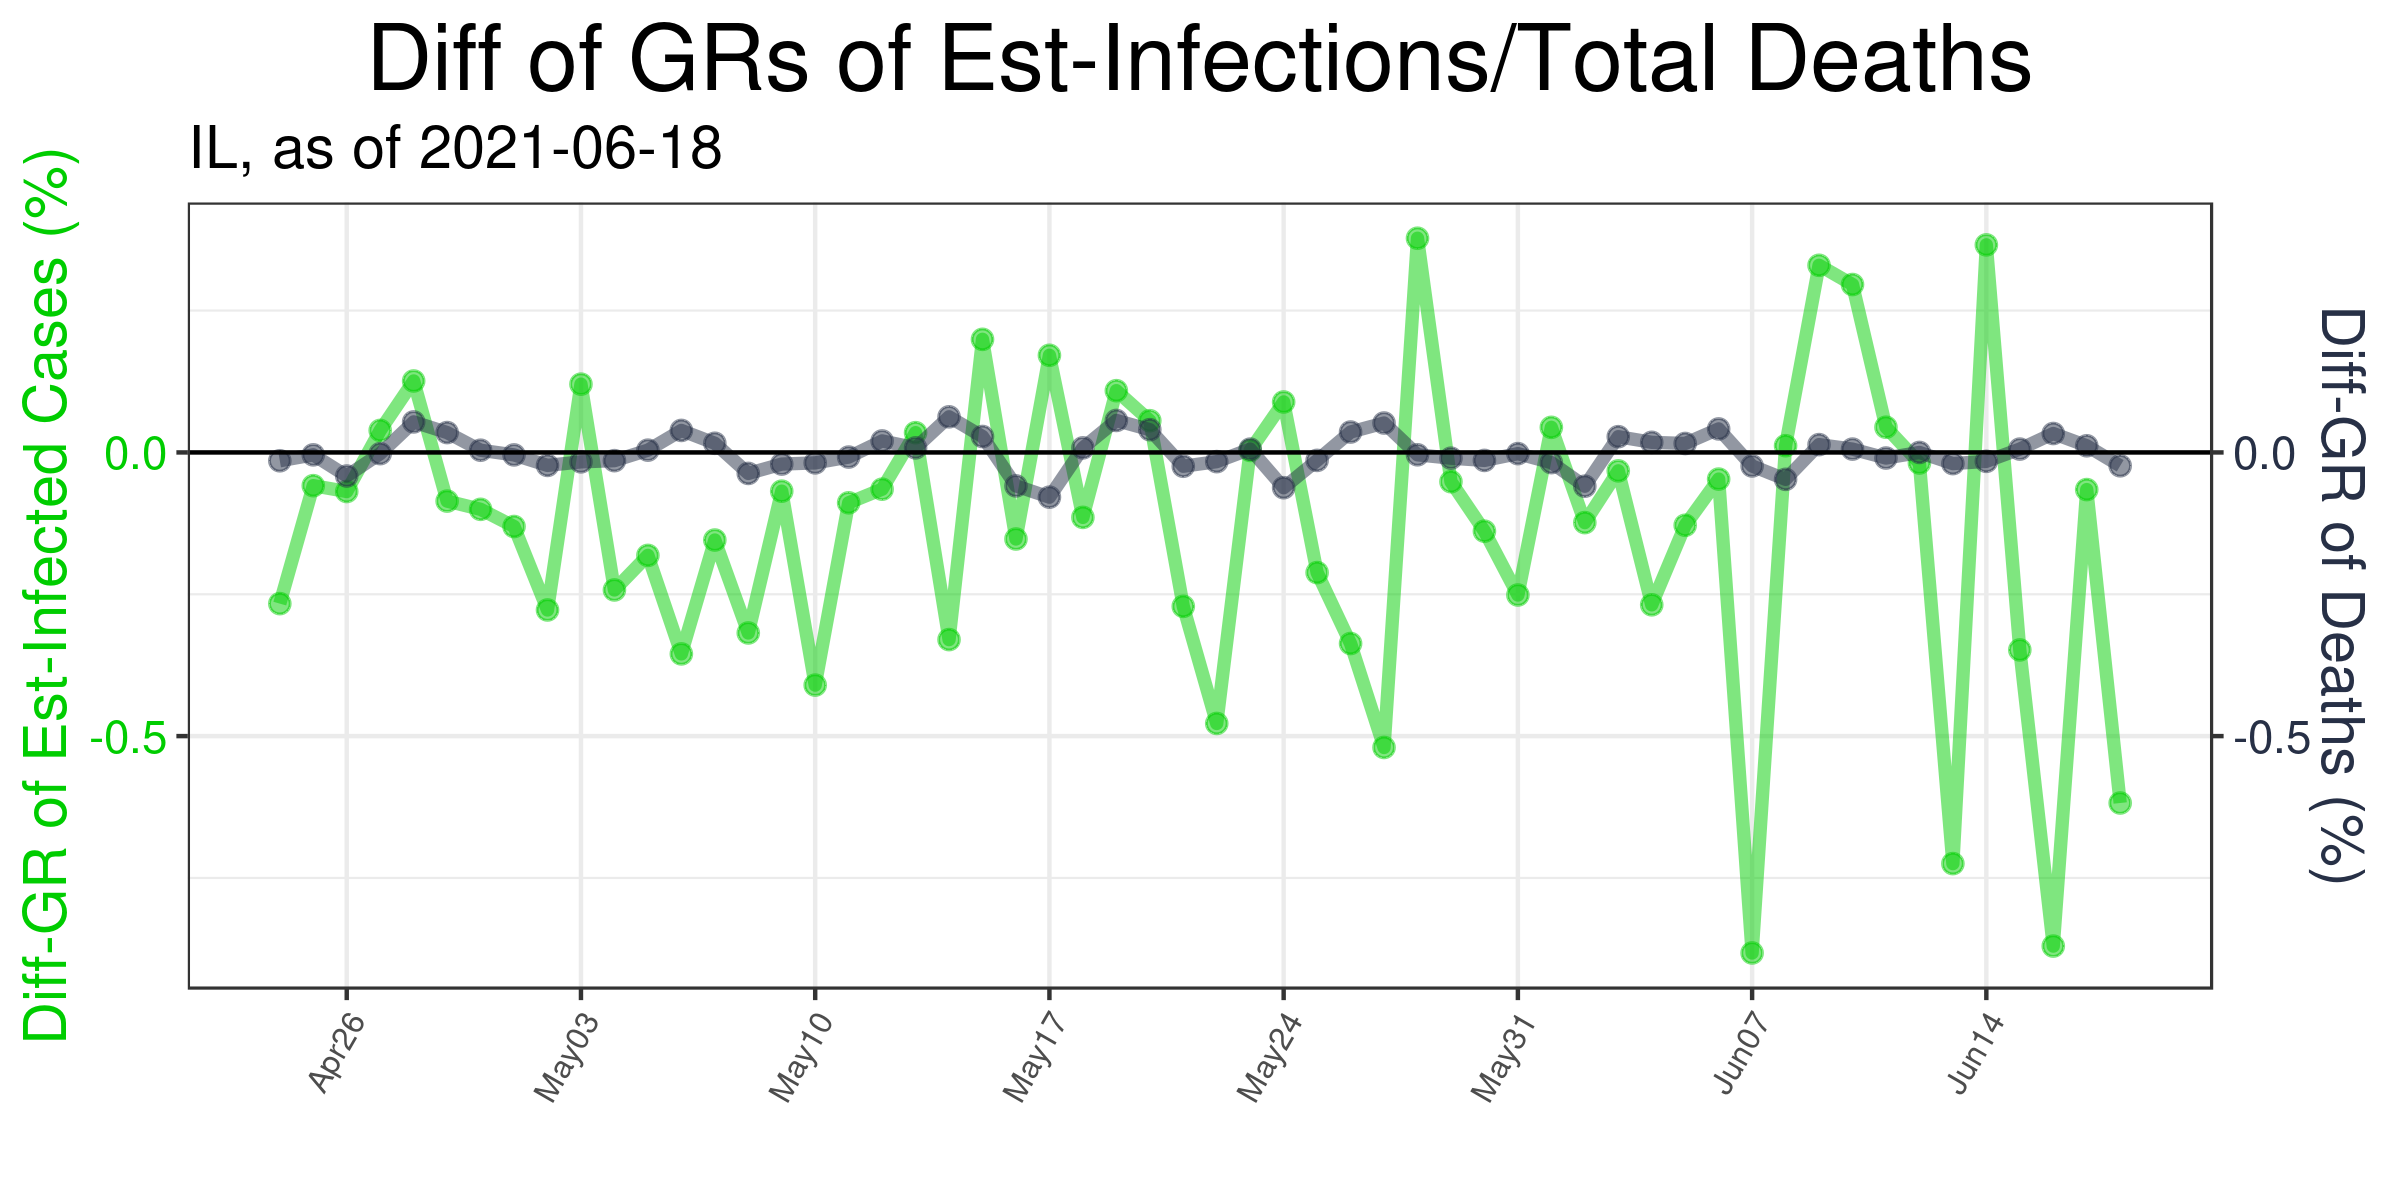 Diff of GRs of Est-Infections/Total Deaths
IL, as of 2021-06-18
Diff-GR of Est-Infected Cases (%)
0.0
-0.5
0.0
-0.5
Diff-GR of Deaths (%)
Apr26
May03
May10
May17
May24
May31
Jun07
Jun14